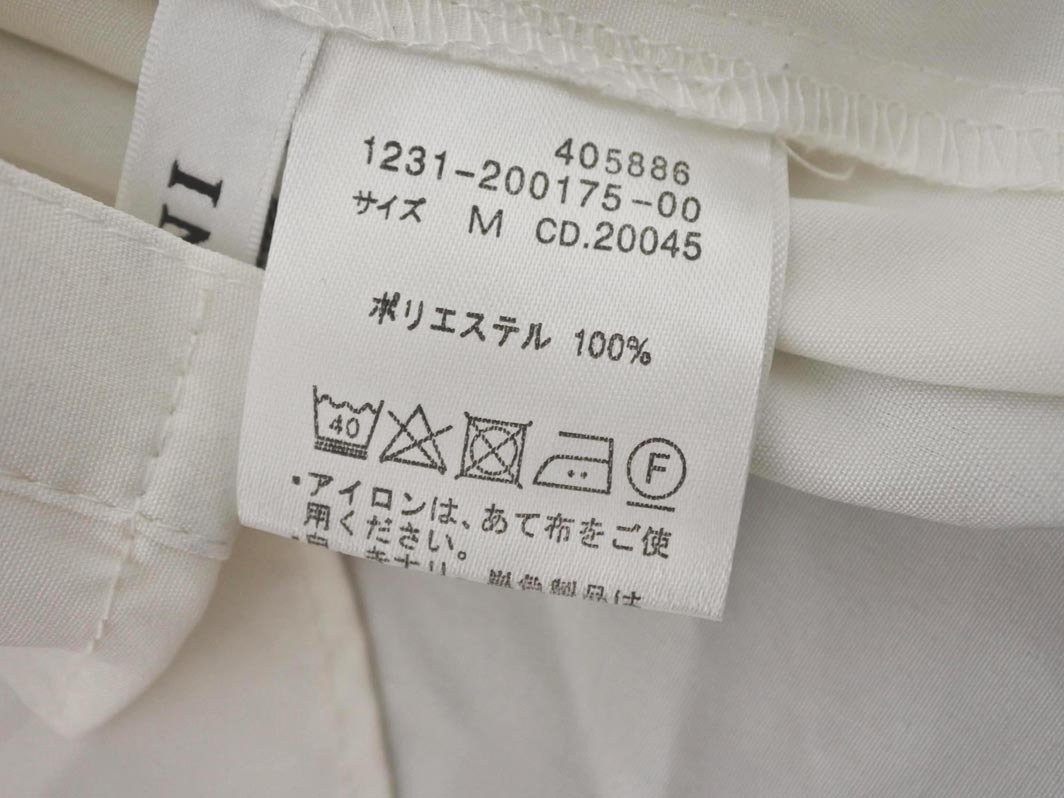 405886
1231-200175-00
サイズ M CD.20045
ポリエステル 100%
40
F
・アイロンは、あて布をご使
用ください。